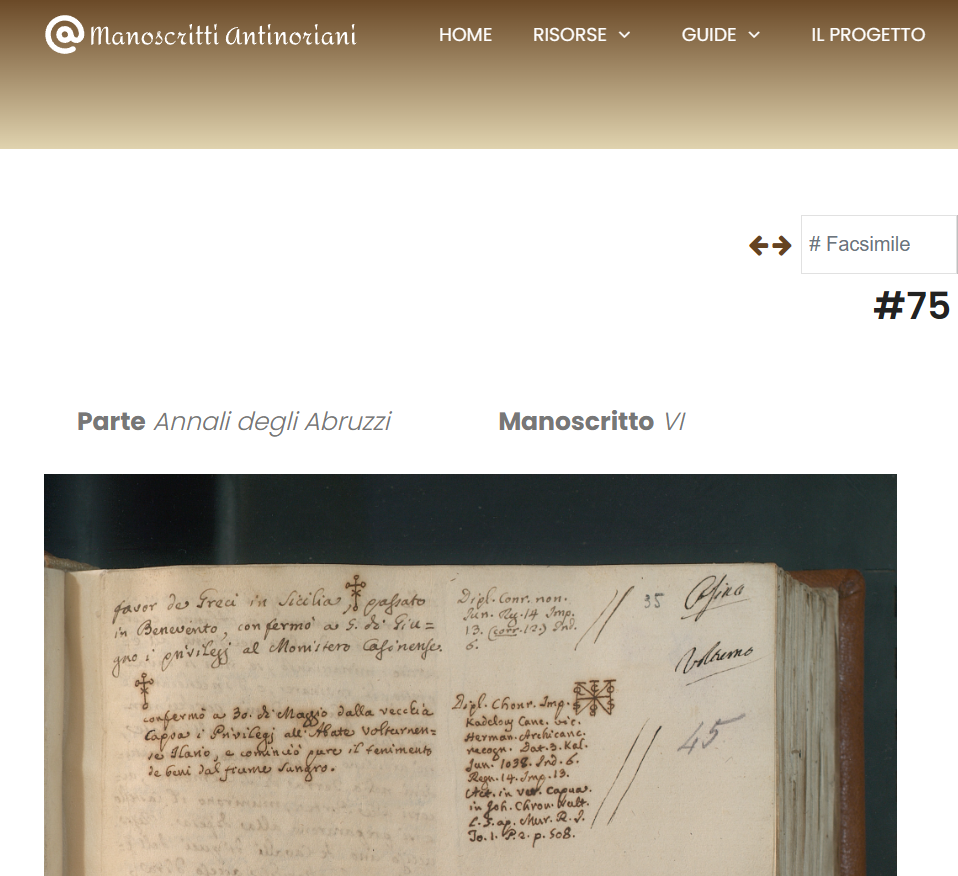 @ Manoscritti Antinoriani
HOME
RISORSE
GUIDE
IL PROGETTO
# Facsimile
#75
Parte Annali degli Abruzzi
Manoscritto VI
favor de Greci in Sicilia, passato
in Benevento, confermò a 5. di Giu=
gno i privilegj al Monistero Casinense.
confermò a 30. di Maggio dalla vecchia
Capoa i Privilegj all'Abate Volturnen=
se Ilario, e cominciò pure il tenimento
de beni dal fiume Sangro.
Dipl. Conr. non.
Jun. Reg. 14 Imp.
13. (corr. 12.) Ind.
6.
35
Casina
Volturno
Dipl. Chonr. Imp.
Kadelous Canc. vic.
Herman. Archicanc.
recogn. Dat. 3. Kal.
Jun. 1038. Ind. 6.
Regn. 14. Imp. 13.
Act. in vet. Capua.
in Joh. Chron. Vult.
L. 5. ap. Mur. R. I.
To. 1. P. 2. p. 508.
45